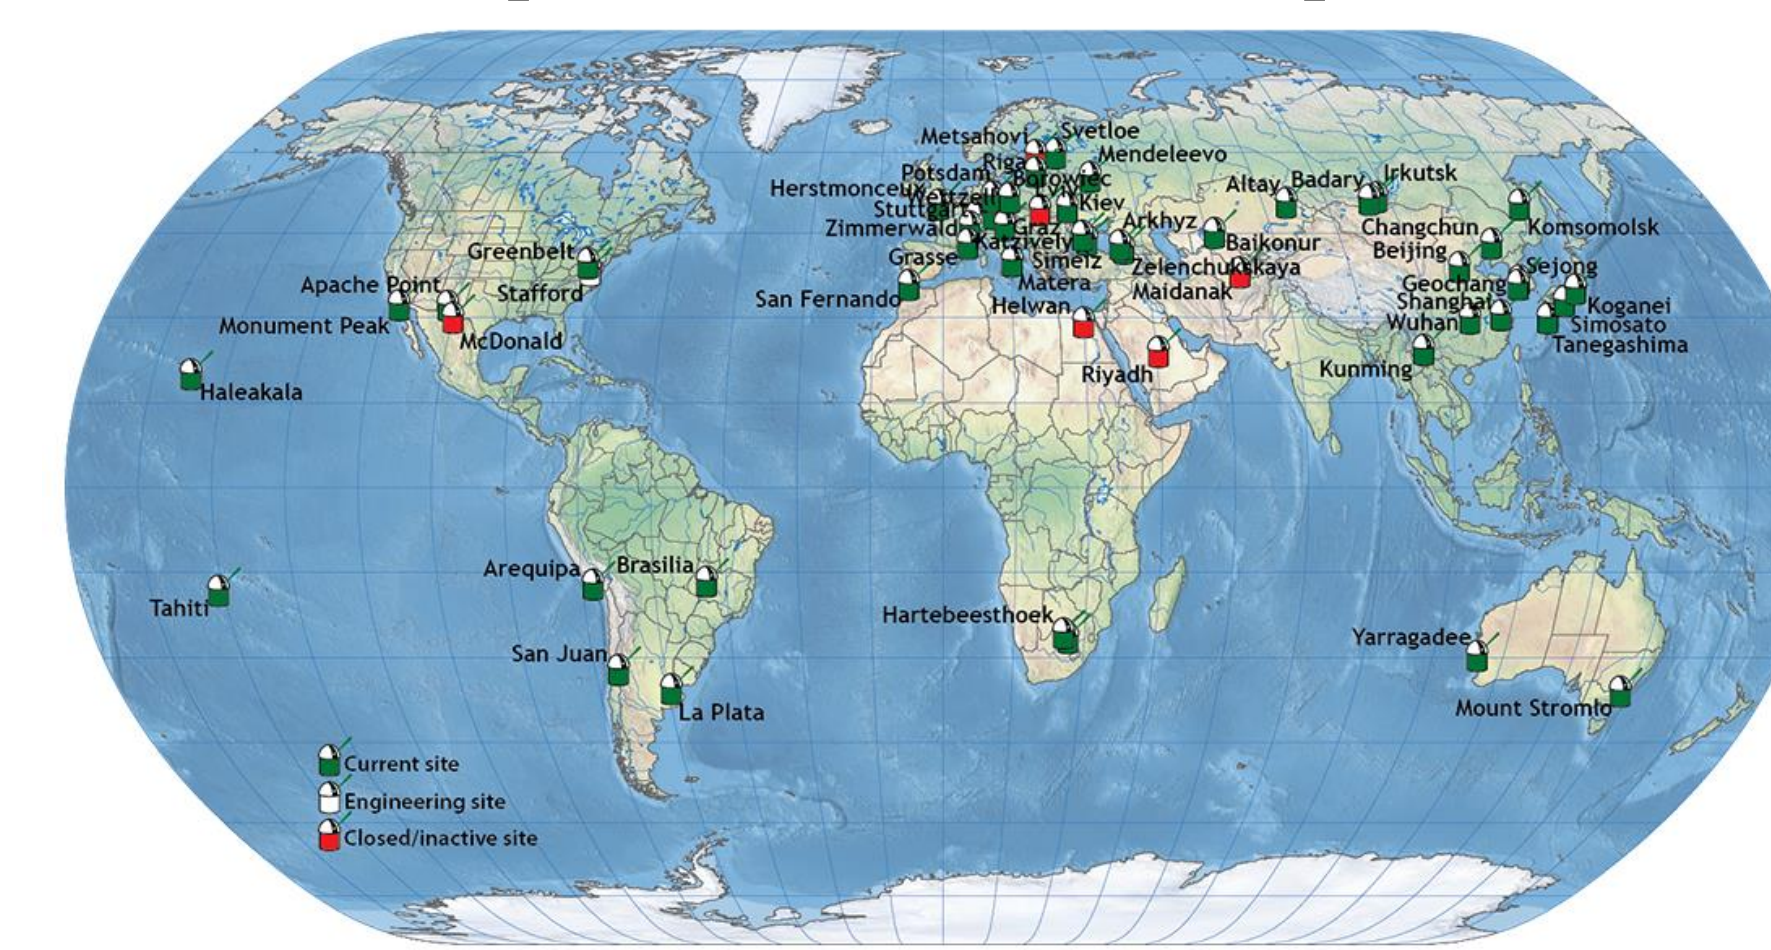 Metsahovi
Svetloe
Riga
Mendeleevo
Potsdam
Borowiec
Herstmonceux
Wettzell
Lviv
Kiev
Stuttgart
Zimmerwald
Graz
Katzively
Arkhyz
Grasse
Simeiz
Zelenchukskaya
Matera
Maidanak
San Fernando
Helwan
Riyadh
Altay
Badary
Irkutsk
Baikonur
Changchun
Komsomolsk
Beijing
Sejong
Geochang
Shanghai
Koganei
Wuhan
Simosato
Tanegashima
Kunming
Greenbelt
Apache Point
Stafford
Monument Peak
McDonald
Haleakala
Arequipa
Brasilia
Tahiti
San Juan
La Plata
Hartebeesthoek
Yarragadee
Mount Stromlo
Current site
Engineering site
Closed/inactive site